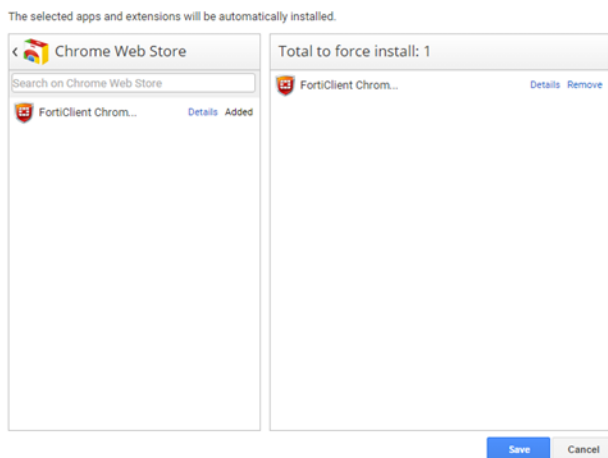 The selected apps and extensions will be automatically installed.
Chrome Web Store
Search on Chrome Web Store
FortiClient Chrom... Details Added
Total to force install: 1
FortiClient Chrom... Details Remove
Save Cancel